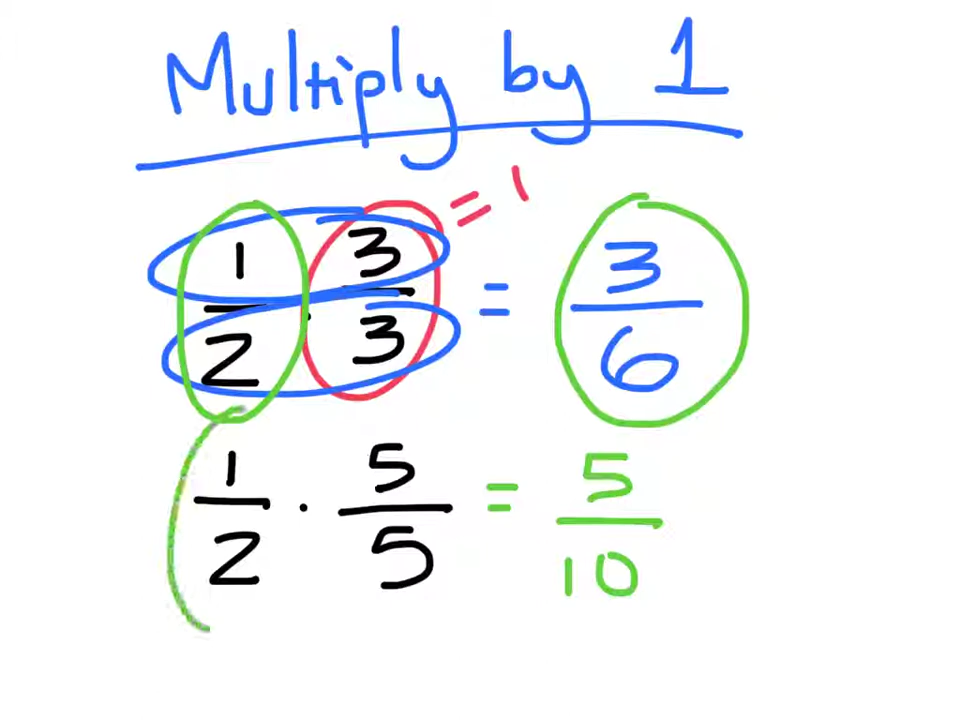 Multiply by 1
1/2 · 3/3 = 3/6
= 1
1/2 · 5/5 = 5/10